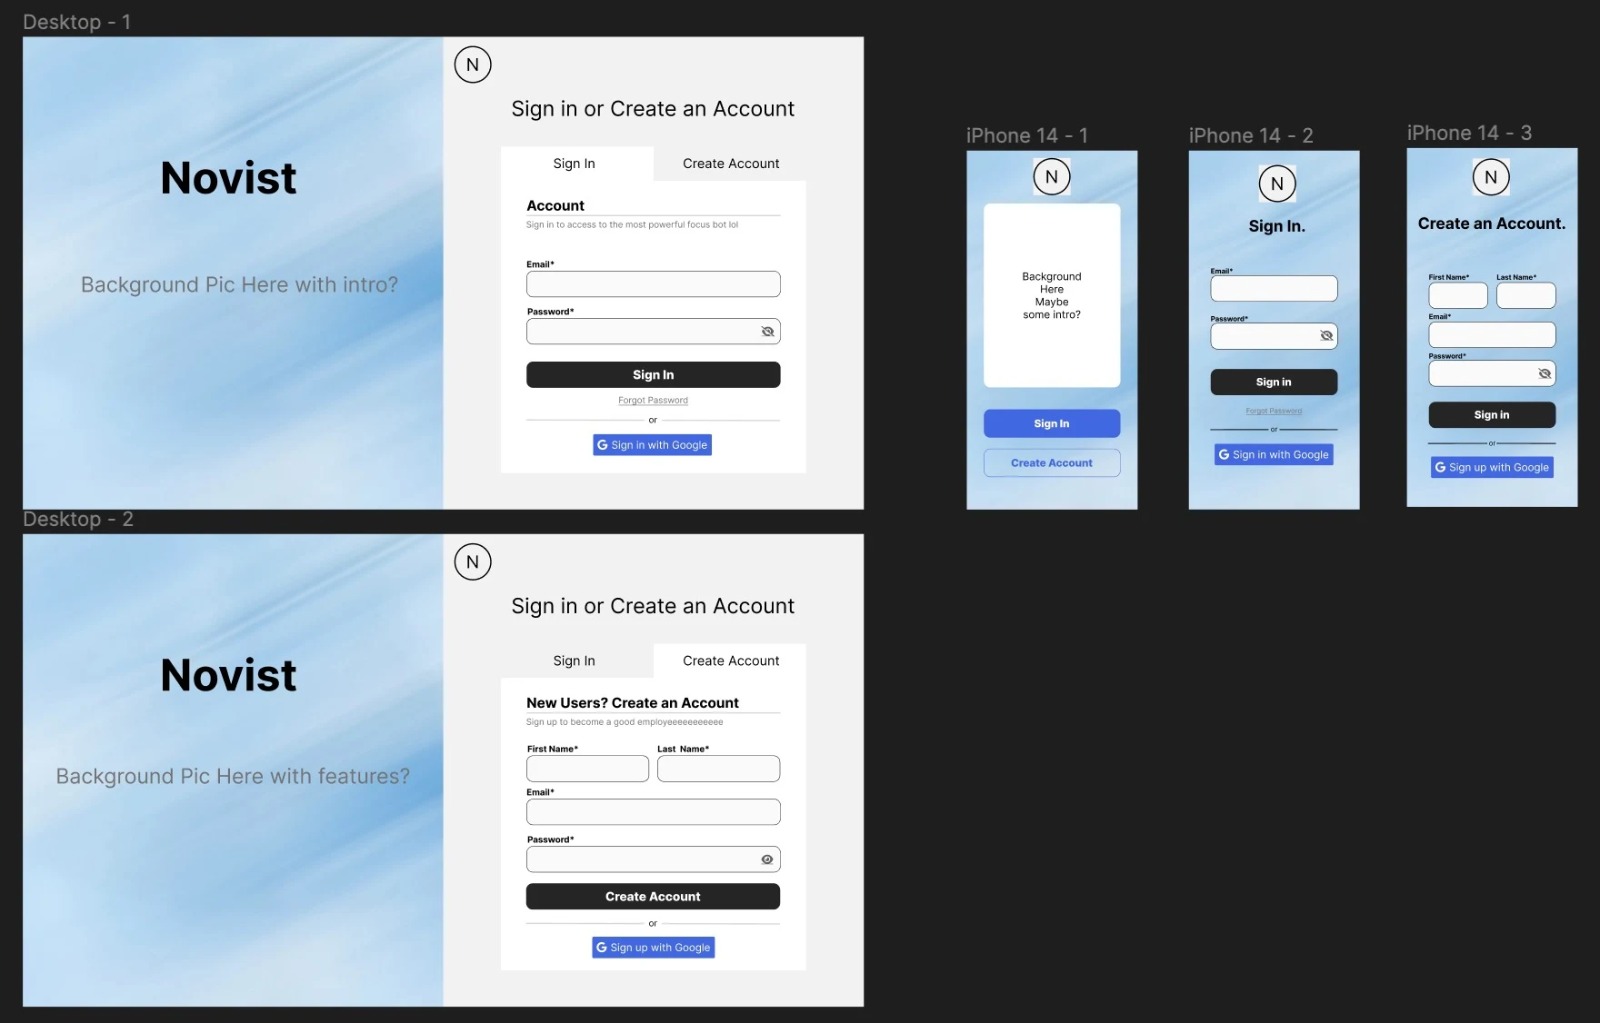 Desktop - 1
N
Sign in or Create an Account
Novist
Background Pic Here with intro?
Sign In
Create Account
Account
Sign in to access to the most powerful focus bot lol
Email*
Password*
Sign In
Forgot Password
or
G Sign in with Google
iPhone 14 - 1
N
Background
Here
Maybe
some intro?
Sign In
Create Account
iPhone 14 - 2
N
Sign In.
Email*
Password*
Sign in
Forgot Password
or
G Sign in with Google
iPhone 14 - 3
N
Create an Account.
First Name*
Last Name*
Email*
Password*
Sign in
or
G Sign up with Google
Desktop - 2
N
Sign in or Create an Account
Novist
Background Pic Here with features?
Sign In
Create Account
New Users? Create an Account
Sign up to become a good employeeeeeeeeeee
First Name*
Last Name*
Email*
Password*
Create Account
or
G Sign up with Google